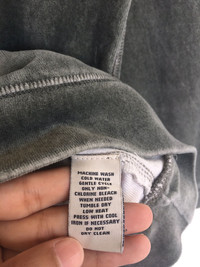 MACHINE WASH
COLD WATER
GENTLE CYCLE
ONLY NON-
CHLORINE BLEACH
WHEN NEEDED
TUMBLE DRY
LOW HEAT
PRESS WITH COOL
IRON IF NECESSARY
DO NOT
DRY CLEAN